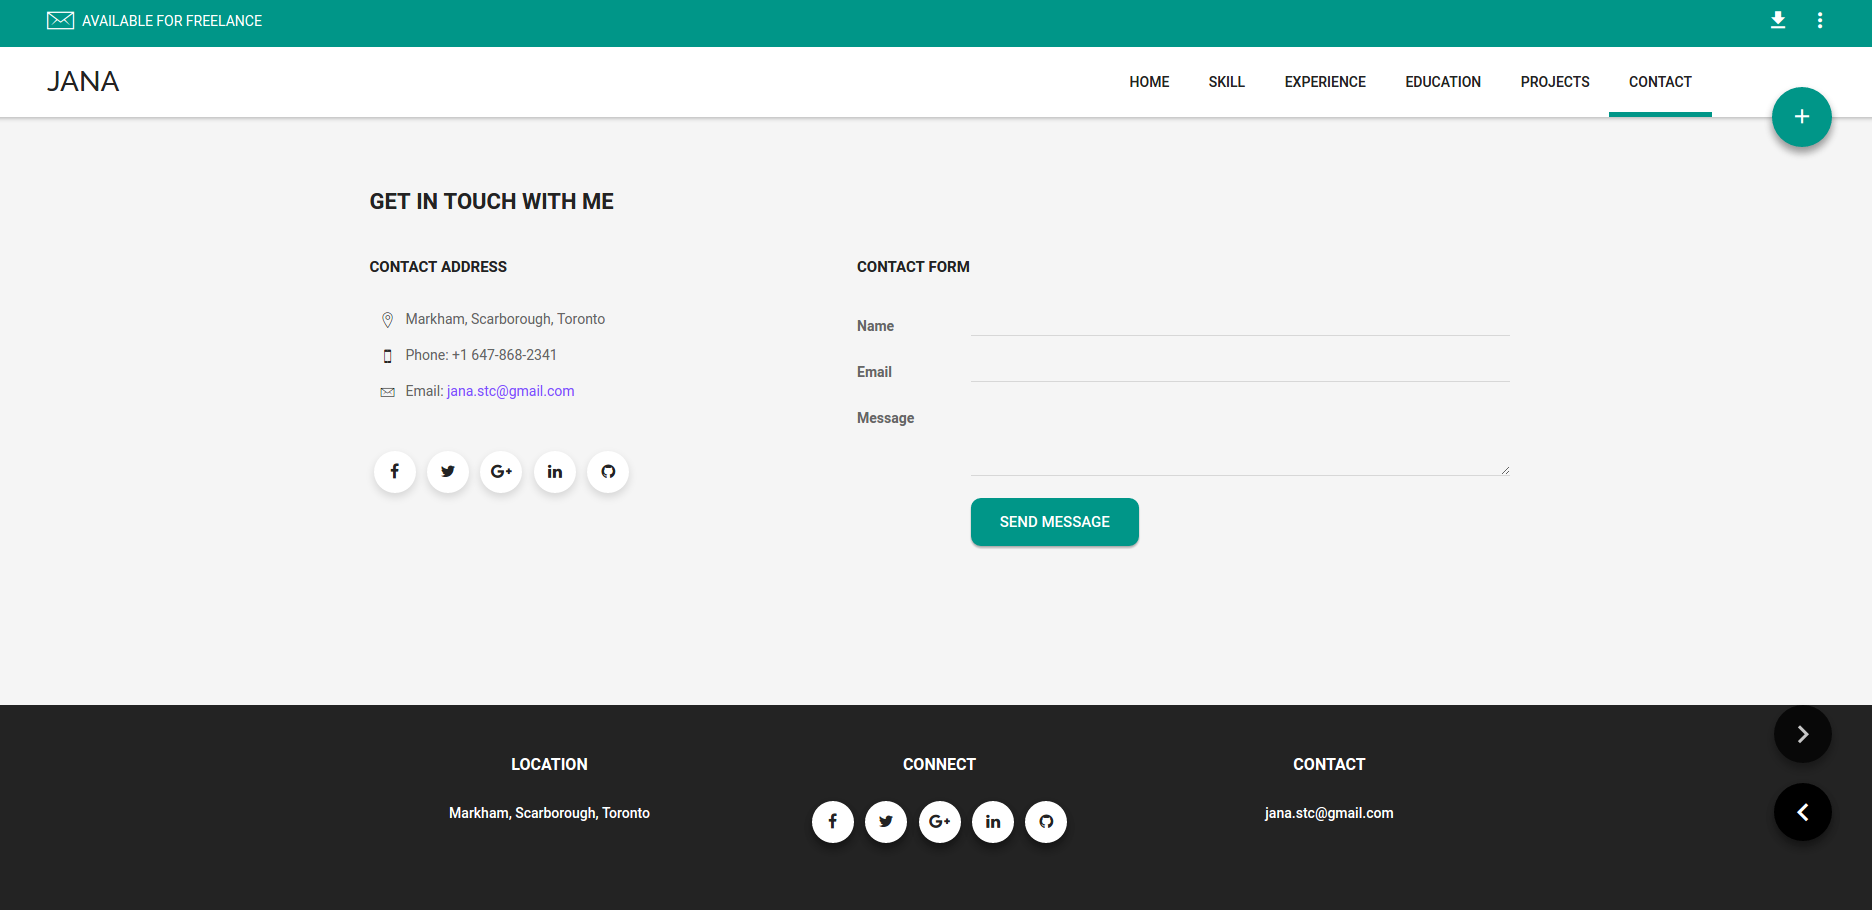 AVAILABLE FOR FREELANCE
JANA
HOME SKILL EXPERIENCE EDUCATION PROJECTS CONTACT
GET IN TOUCH WITH ME
CONTACT ADDRESS
Markham, Scarborough, Toronto
Phone: +1 647-868-2341
Email: jana.stc@gmail.com
CONTACT FORM
Name
Email
Message
SEND MESSAGE
LOCATION
Markham, Scarborough, Toronto
CONNECT
CONTACT
jana.stc@gmail.com